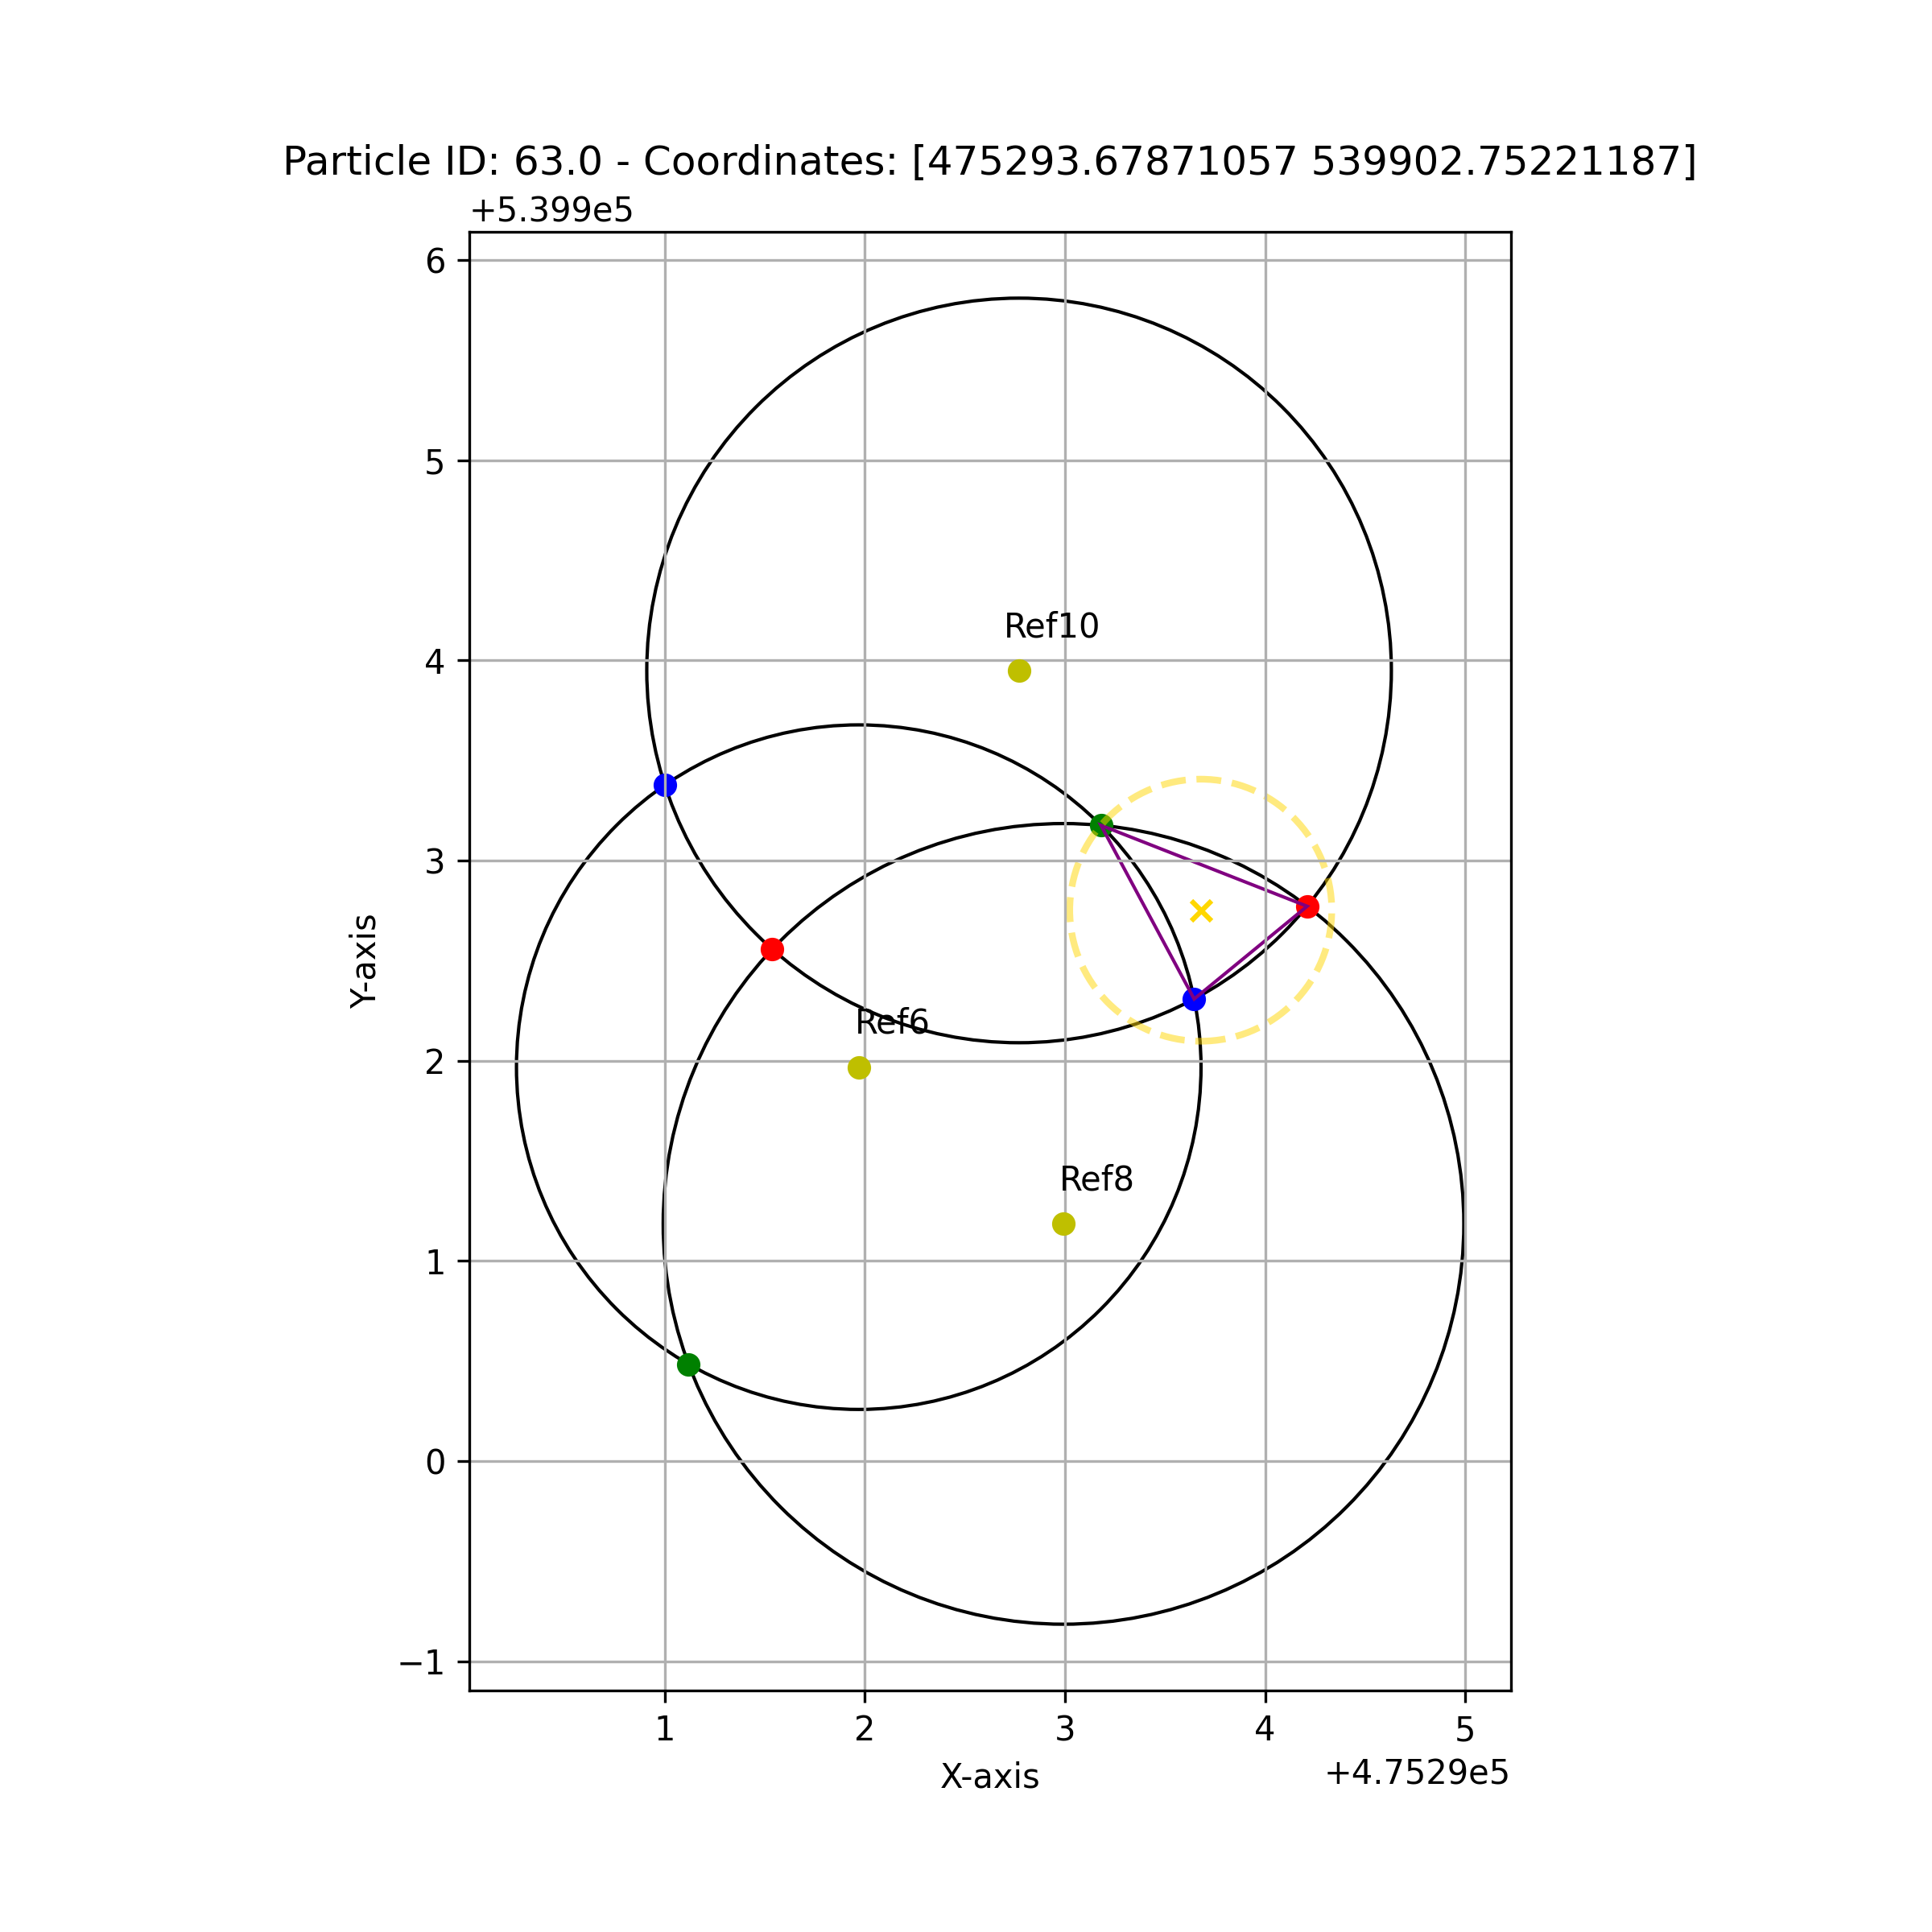 Particle ID: 63.0 - Coordinates: [475293.67871057 539902.75221187]
+5.399e5
6
5
4
3
2
1
0
−1
Y-axis
Ref10
Ref6
Ref8
1 2 3 4 5
X-axis
+4.7529e5